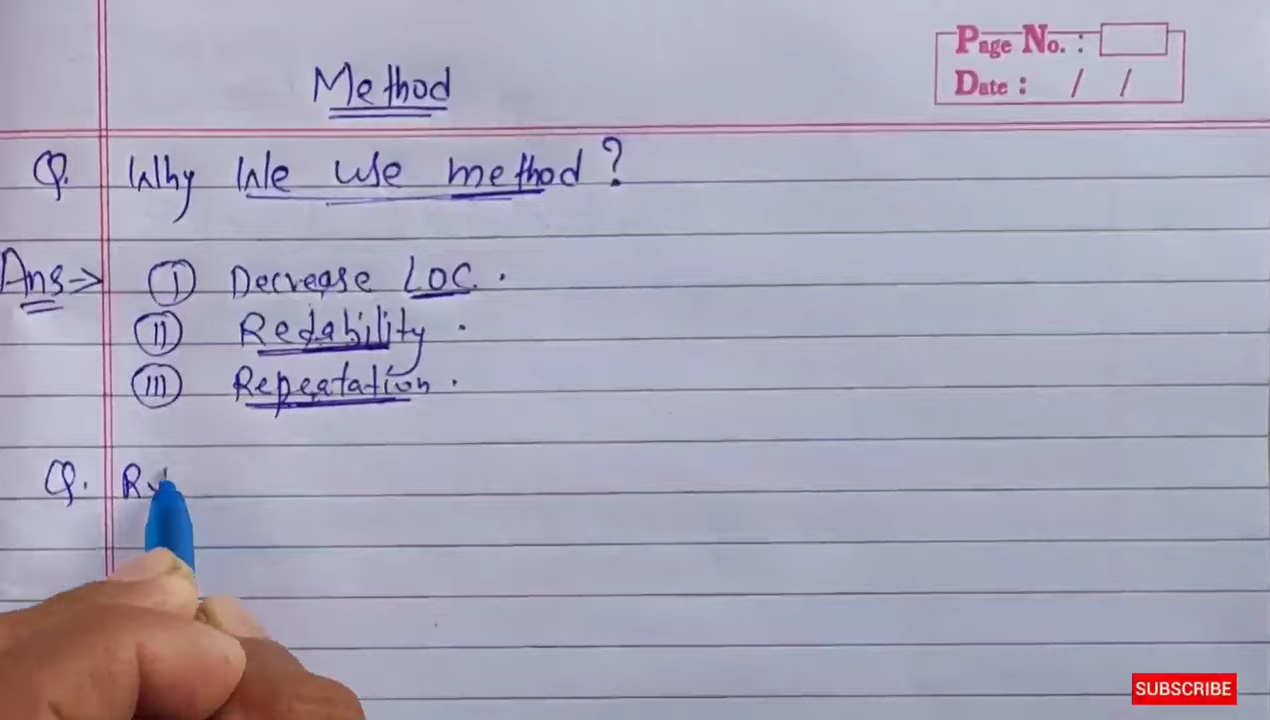 Page No. :
Date : / /
Method
Q. Why We Use method?
Ans->
I Decrease LOC.
II Redability.
III Repeatation.
Q.
SUBSCRIBE